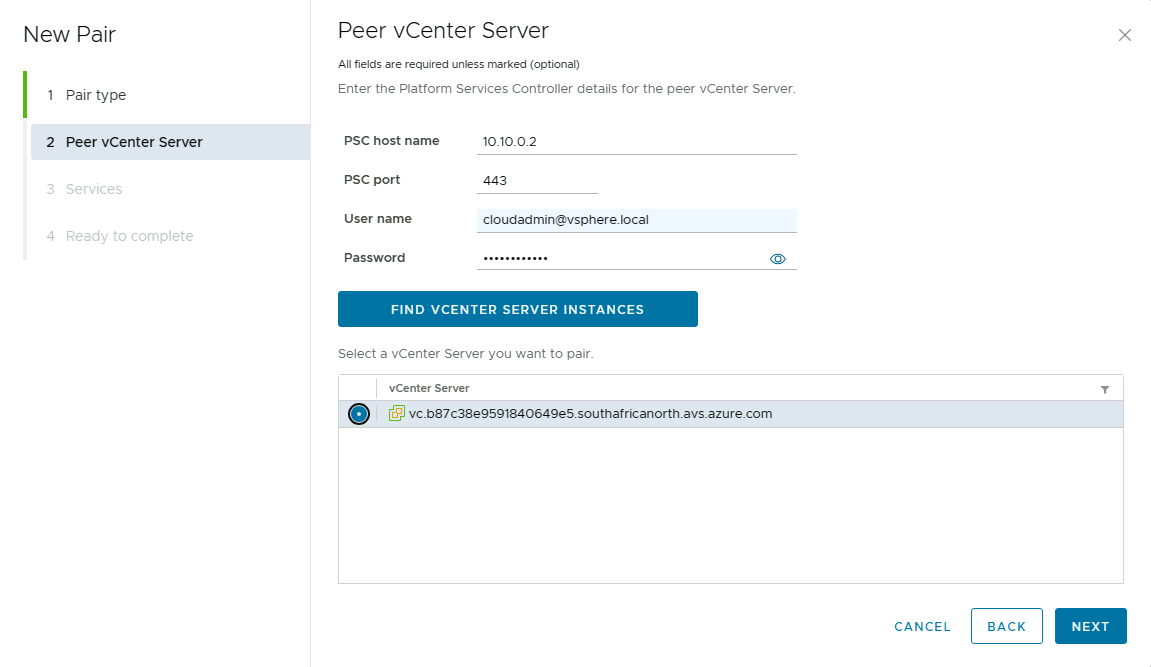 New Pair
1 Pair type
2 Peer vCenter Server
3 Services
4 Ready to complete
Peer vCenter Server
All fields are required unless marked (optional)
Enter the Platform Services Controller details for the peer vCenter Server.
PSC host name 10.10.0.2
PSC port 443
User name cloudadmin@vsphere.local
Password ••••••••••••
FIND VCENTER SERVER INSTANCES
Select a vCenter Server you want to pair.
vCenter Server
vc.b87c38e9591840649e5.southafricanorth.avs.azure.com
CANCEL BACK NEXT